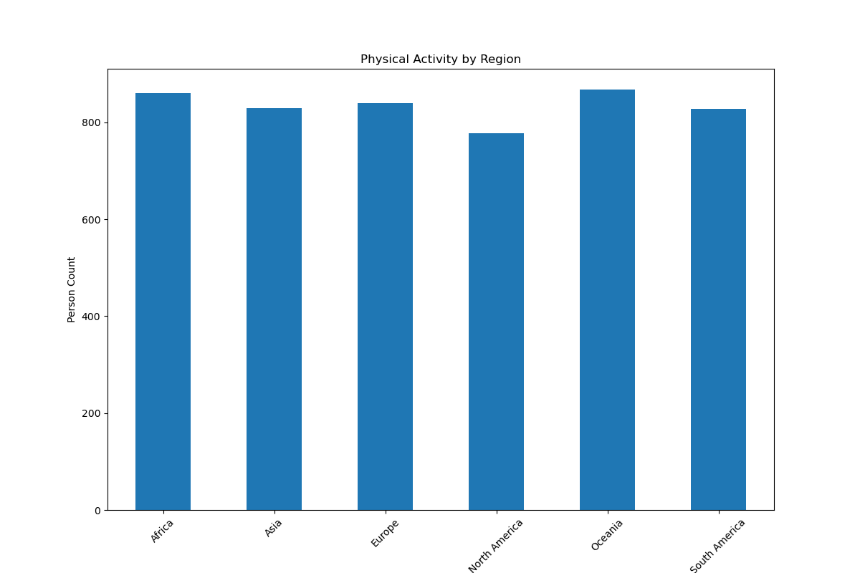 Physical Activity by Region
Person Count
800
600
400
200
0
Africa
Asia
Europe
North America
Oceania
South America